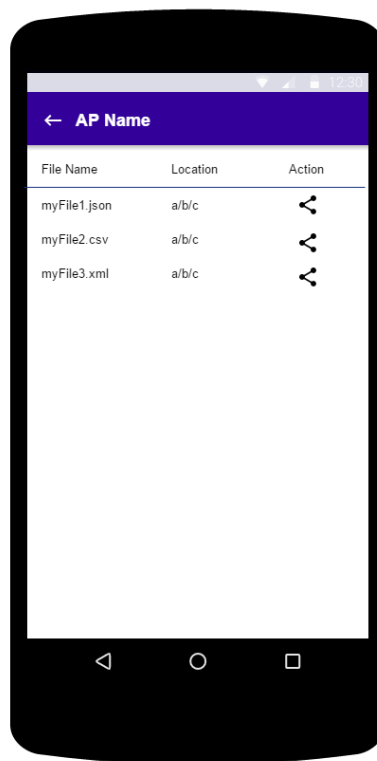 12:30
AP Name
File Name Location Action
myFile1.json a/b/c
myFile2.csv a/b/c
myFile3.xml a/b/c